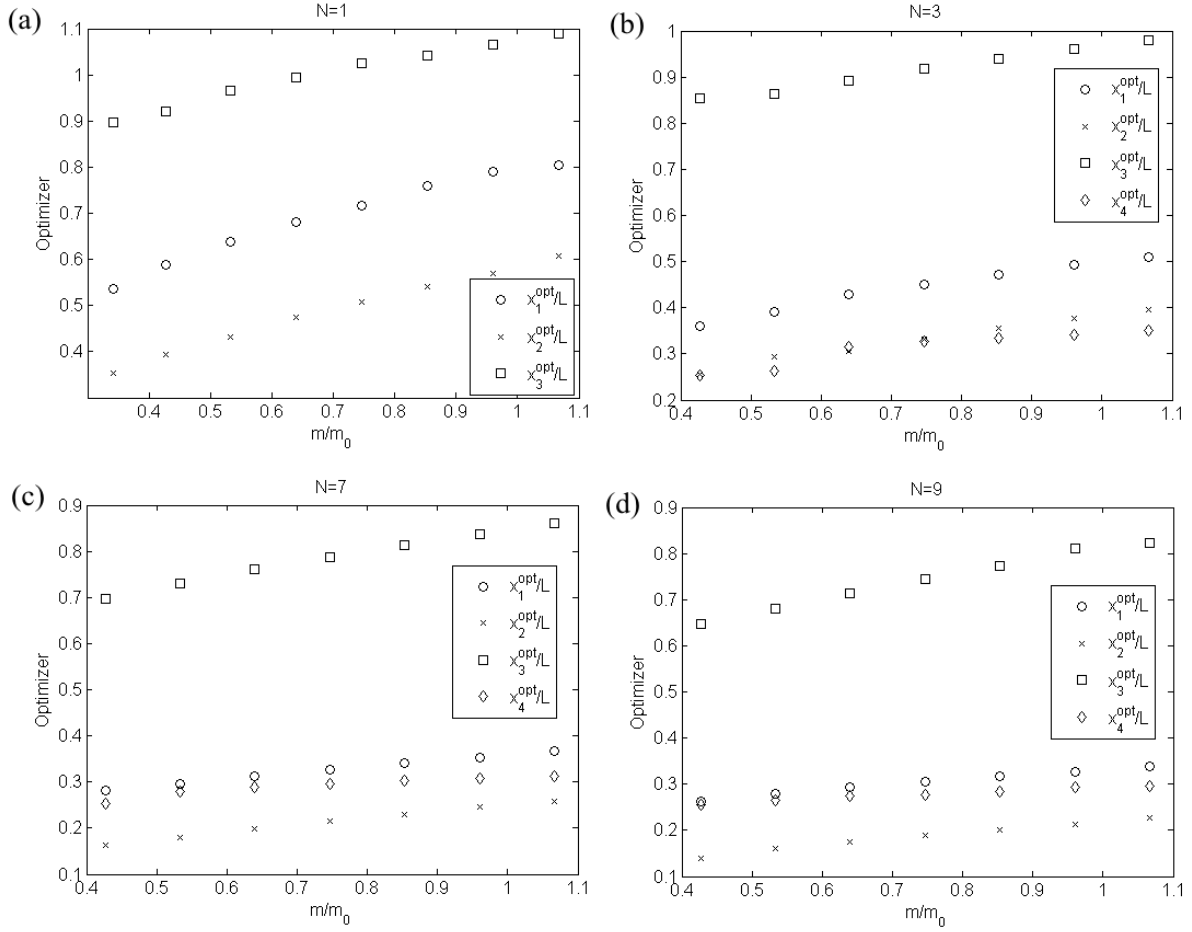 (a)
N=1
1.1
1
0.9
0.8
0.7
0.6
0.5
0.4
Optimizer
x₁ᵒᵖᵗ/L
x₂ᵒᵖᵗ/L
x₃ᵒᵖᵗ/L
0.4 0.5 0.6 0.7 0.8 0.9 1 1.1
m/m₀
(b)
N=3
1
0.9
0.8
0.7
0.6
0.5
0.4
0.3
0.2
Optimizer
x₁ᵒᵖᵗ/L
x₂ᵒᵖᵗ/L
x₃ᵒᵖᵗ/L
x₄ᵒᵖᵗ/L
0.4 0.5 0.6 0.7 0.8 0.9 1 1.1
m/m₀
(c)
N=7
0.9
0.8
0.7
0.6
0.5
0.4
0.3
0.2
0.1
Optimizer
x₁ᵒᵖᵗ/L
x₂ᵒᵖᵗ/L
x₃ᵒᵖᵗ/L
x₄ᵒᵖᵗ/L
0.4 0.5 0.6 0.7 0.8 0.9 1 1.1
m/m₀
(d)
N=9
0.9
0.8
0.7
0.6
0.5
0.4
0.3
0.2
0.1
Optimizer
x₁ᵒᵖᵗ/L
x₂ᵒᵖᵗ/L
x₃ᵒᵖᵗ/L
x₄ᵒᵖᵗ/L
0.4 0.5 0.6 0.7 0.8 0.9 1 1.1
m/m₀